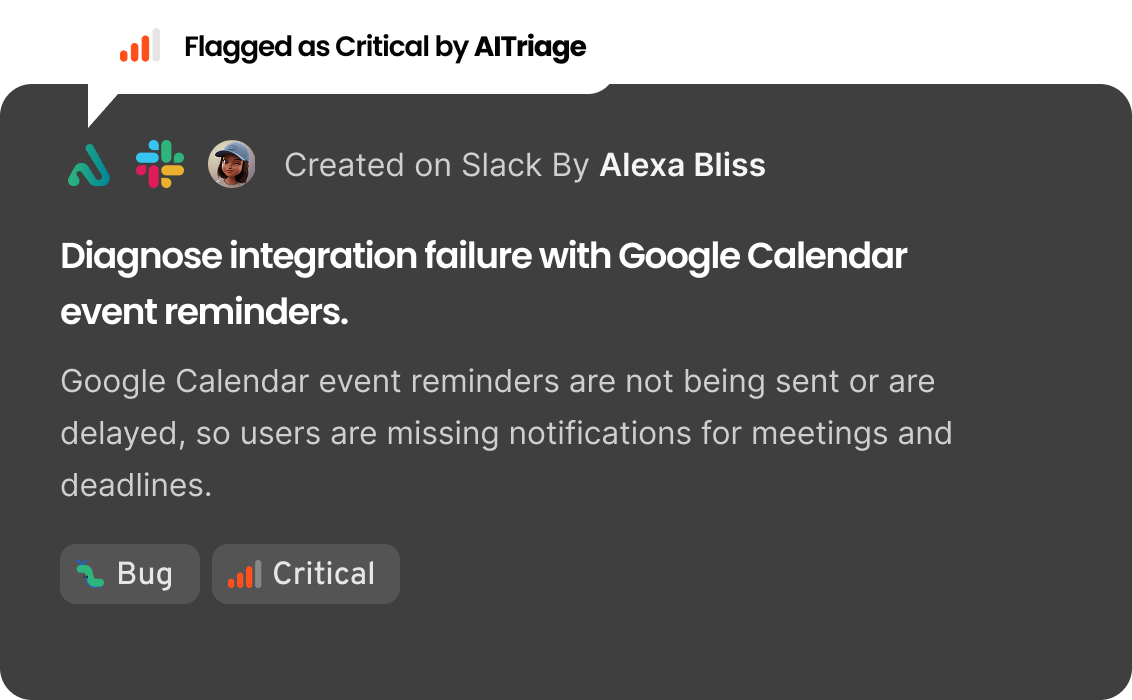 Flagged as Critical by AITriage
Created on Slack By Alexa Bliss
Diagnose integration failure with Google Calendar
event reminders.
Google Calendar event reminders are not being sent or are
delayed, so users are missing notifications for meetings and
deadlines.
Bug
Critical